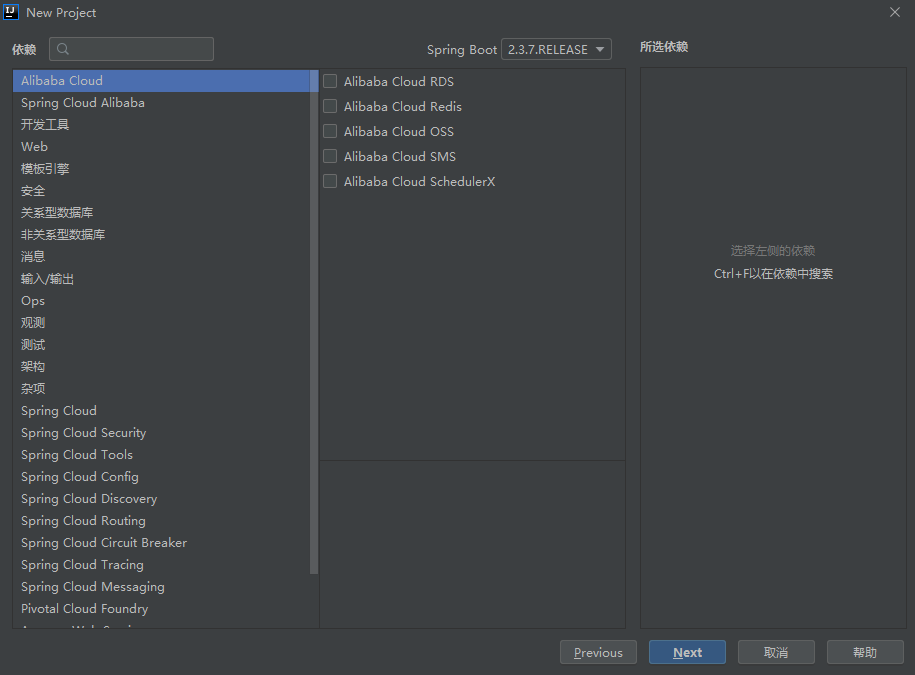 New Project
依赖
Spring Boot 2.3.7.RELEASE
所选依赖
Alibaba Cloud
Spring Cloud Alibaba
开发工具
Web
模板引擎
安全
关系型数据库
非关系型数据库
消息
输入/输出
Ops
观测
测试
架构
杂项
Spring Cloud
Spring Cloud Security
Spring Cloud Tools
Spring Cloud Config
Spring Cloud Discovery
Spring Cloud Routing
Spring Cloud Circuit Breaker
Spring Cloud Tracing
Spring Cloud Messaging
Pivotal Cloud Foundry
Alibaba Cloud RDS
Alibaba Cloud Redis
Alibaba Cloud OSS
Alibaba Cloud SMS
Alibaba Cloud SchedulerX
选择左侧的依赖
Ctrl+F以在依赖中搜索
Previous
Next
取消
帮助